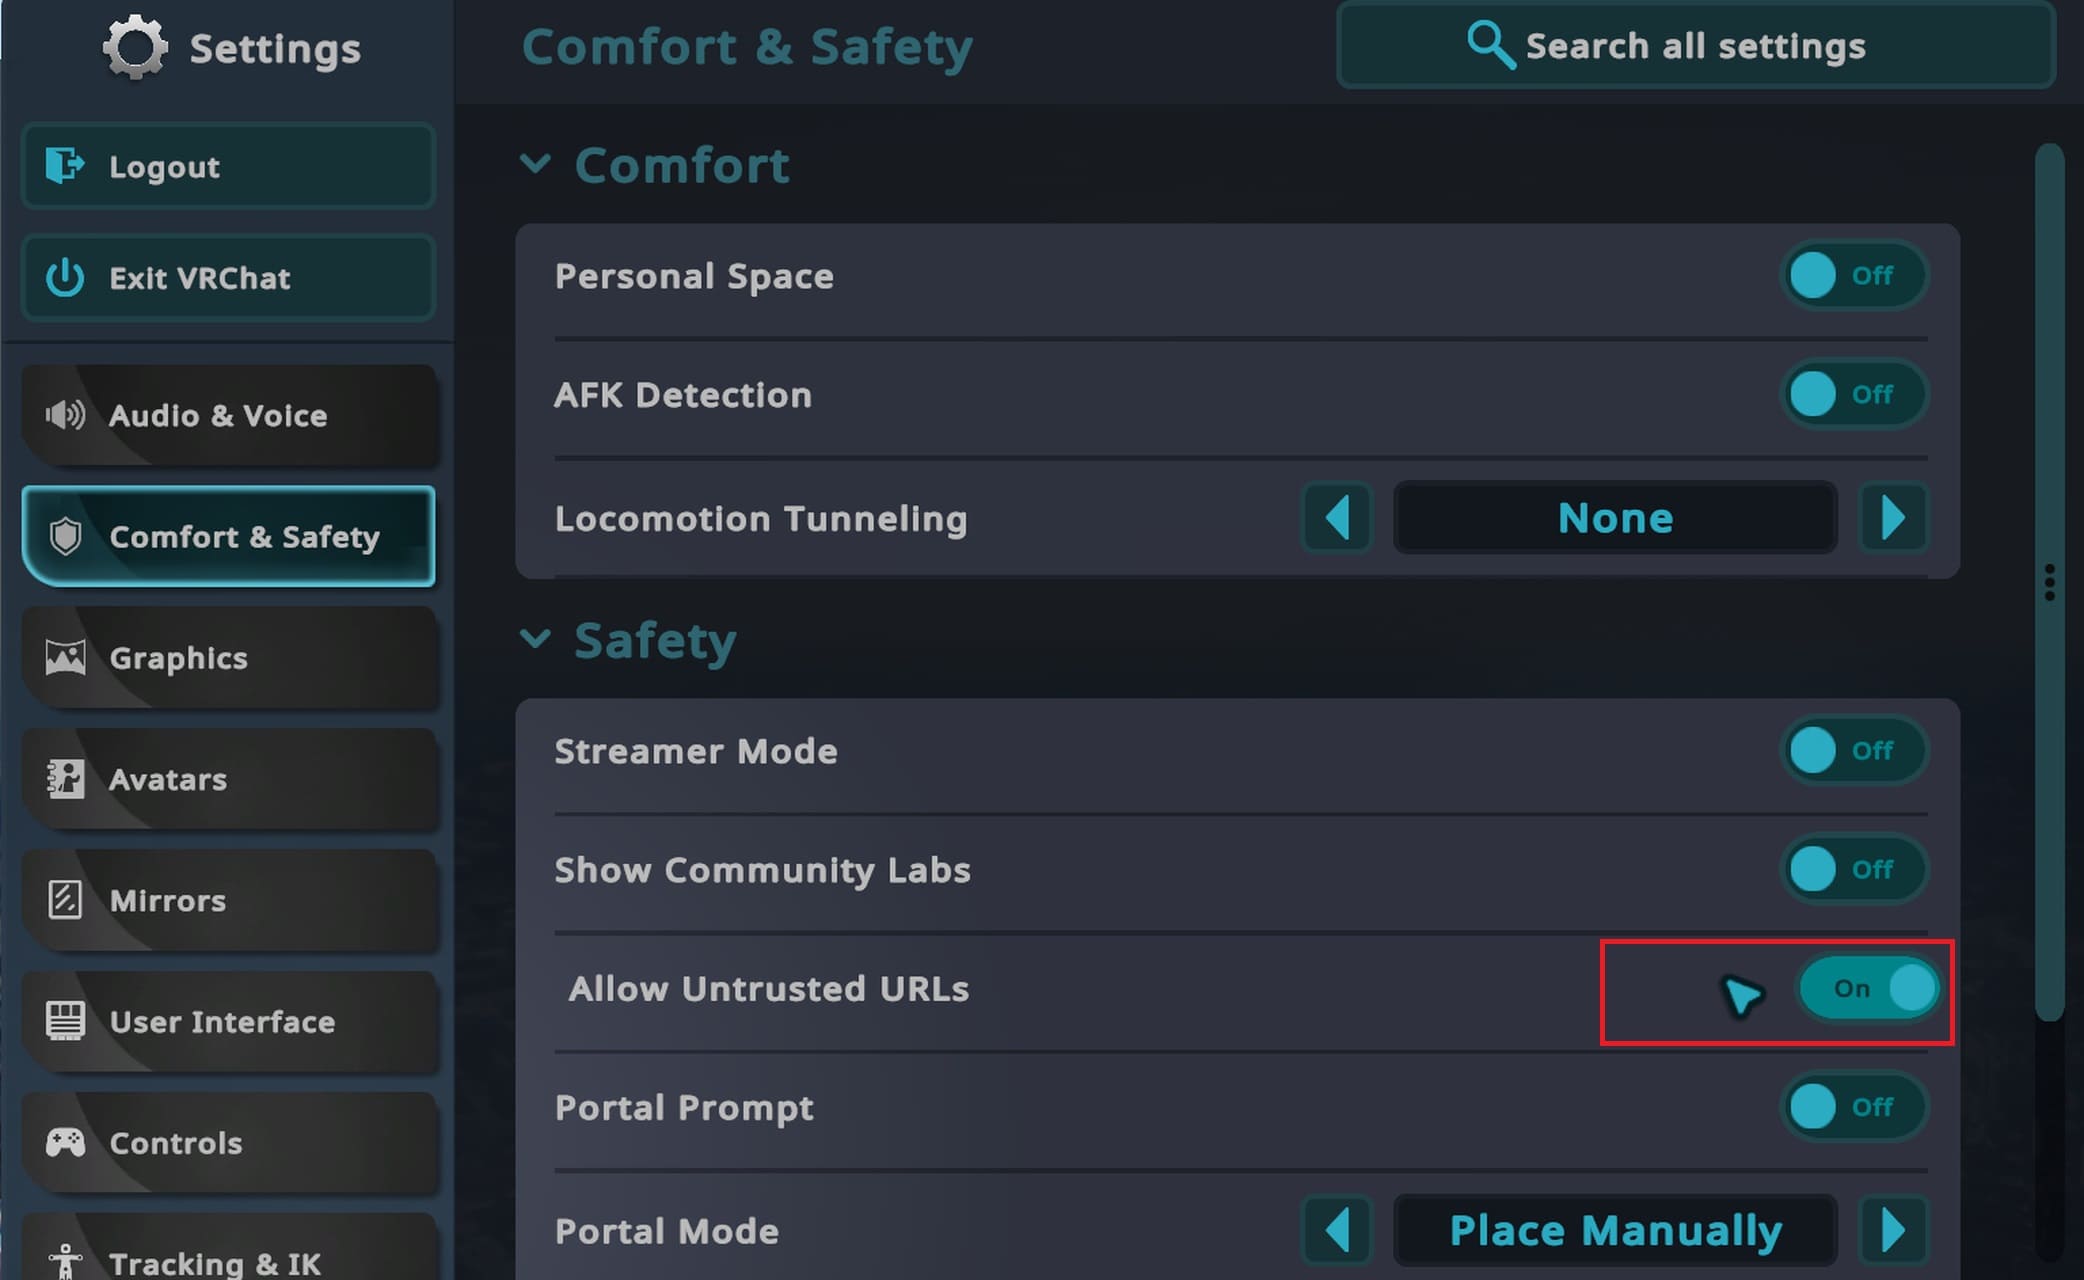 Settings
Comfort & Safety
Search all settings
Logout
Exit VRChat
Audio & Voice
Comfort & Safety
Graphics
Avatars
Mirrors
User Interface
Controls
Tracking & IK
Comfort
Personal Space Off
AFK Detection Off
Locomotion Tunneling None
Safety
Streamer Mode Off
Show Community Labs Off
Allow Untrusted URLs On
Portal Prompt Off
Portal Mode Place Manually